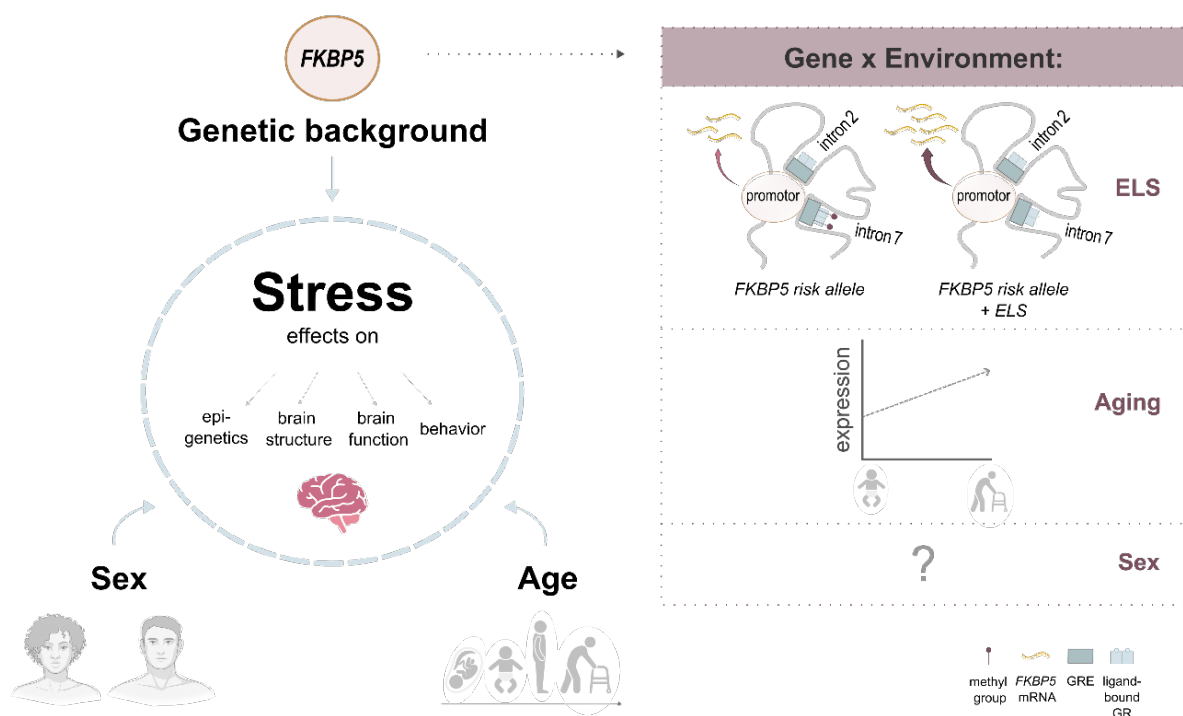 FKBP5
Genetic background
Stress
effects on
epi-
genetics
brain
structure
brain
function
behavior
Sex
Age
Gene x Environment:
promotor
intron 2
intron 7
FKBP5 risk allele
promotor
intron 2
intron 7
FKBP5 risk allele
+ ELS
ELS
expression
Aging
?
Sex
methyl
group
FKBP5
mRNA
GRE
ligand-
bound
GR